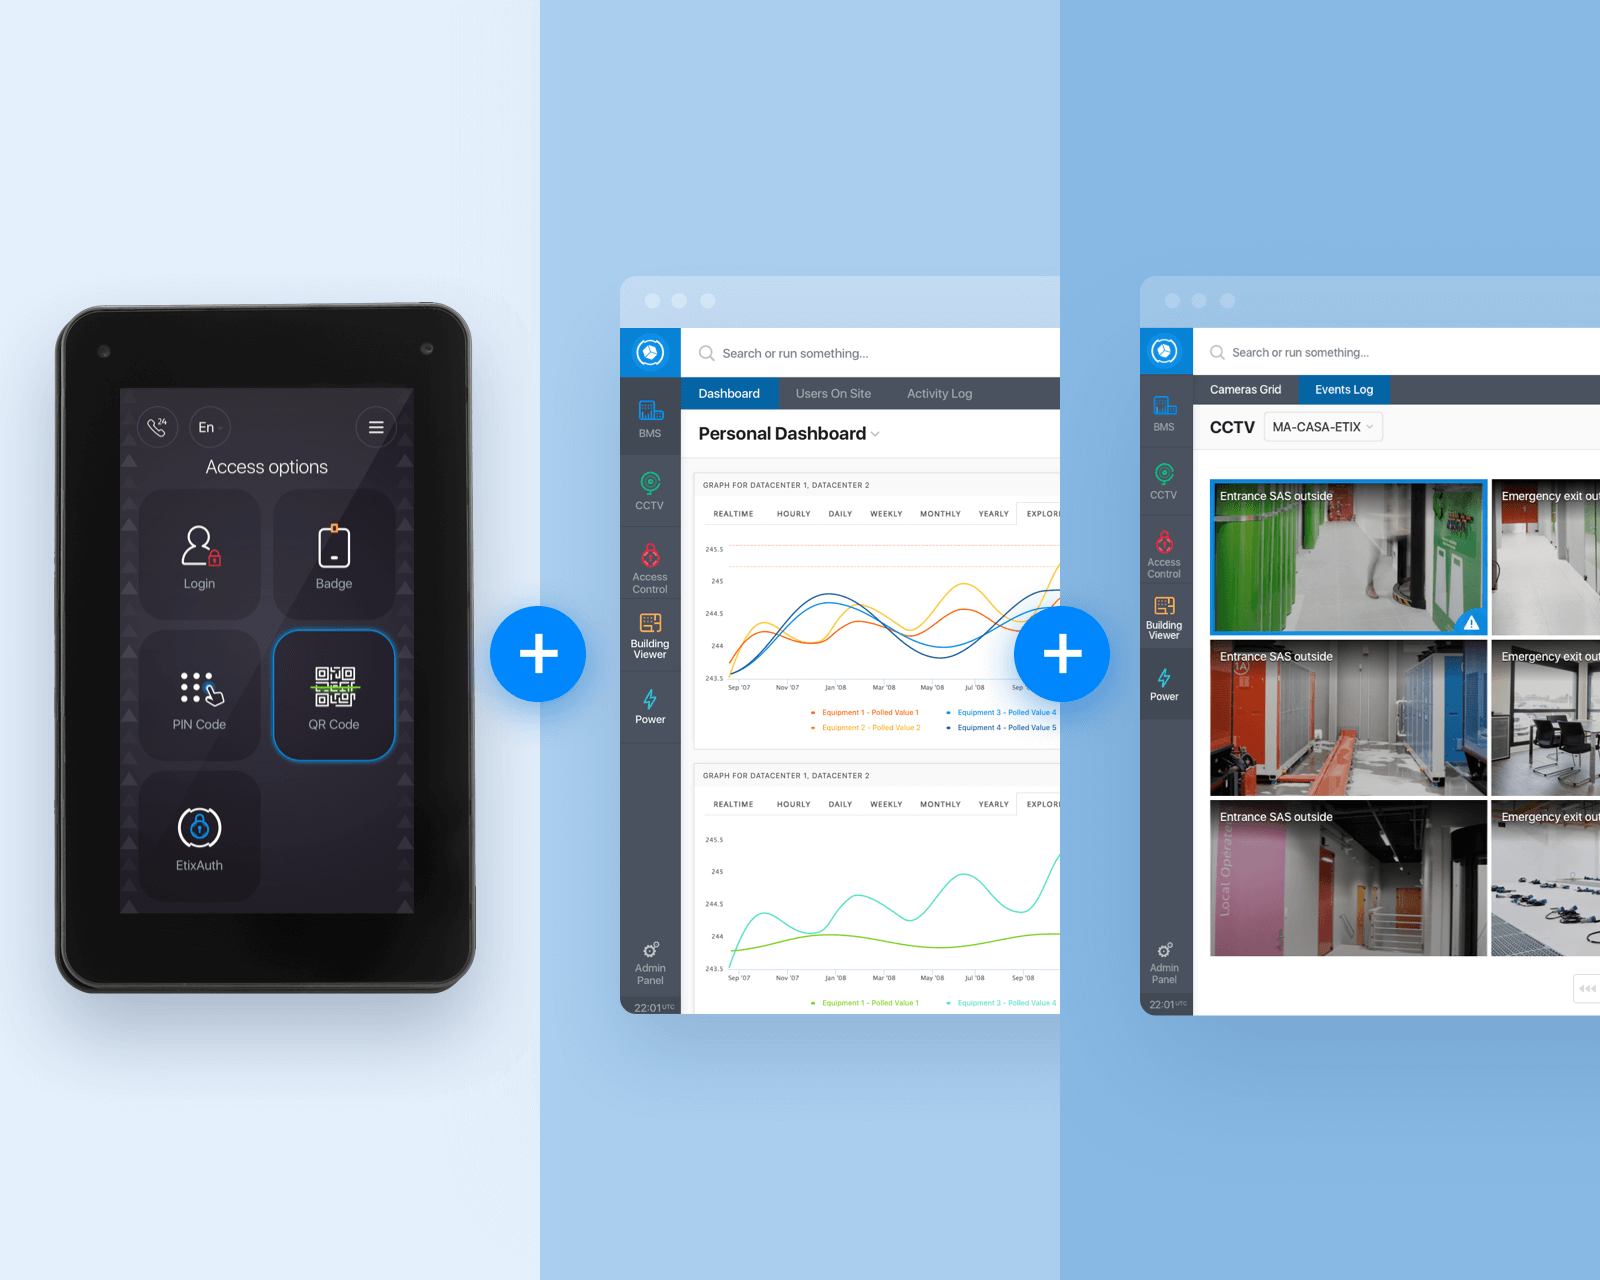 24
En
Access options
Login
Badge
PIN Code
QR Code
EtixAuth
Search or run something...
Dashboard
Users On Site
Activity Log
Personal Dashboard
BMS
CCTV
Access
Control
Building
Viewer
Power
Admin
Panel
22:01 UTC
GRAPH FOR DATACENTER 1, DATACENTER 2
REALTIME HOURLY DAILY WEEKLY MONTHLY YEARLY EXPLOR
245.5
245
244.5
244
243.5
Sep '07 Nov '07 Jan '08 Mar '08 May '08 Jul '08 Sep
Equipment 1 - Polled Value 1 Equipment 3 - Polled Value 4
Equipment 2 - Polled Value 2 Equipment 4 - Polled Value 5
GRAPH FOR DATACENTER 1, DATACENTER 2
REALTIME HOURLY DAILY WEEKLY MONTHLY YEARLY EXPLOR
245.5
245
244.5
244
243.5
Sep '07 Nov '07 Jan '08 Mar '08 May '08 Jul '08 Sep '08
Equipment 1 - Polled Value 1 Equipment 3 - Polled Value 4
Search or run something...
Cameras Grid
Events Log
CCTV
MA-CASA-ETIX
BMS
CCTV
Access
Control
Building
Viewer
Power
Admin
Panel
22:01 UTC
Entrance SAS outside
Emergency exit out
Entrance SAS outside
1A
Emergency exit out
Entrance SAS outside
Local Operate
Emergency exit out